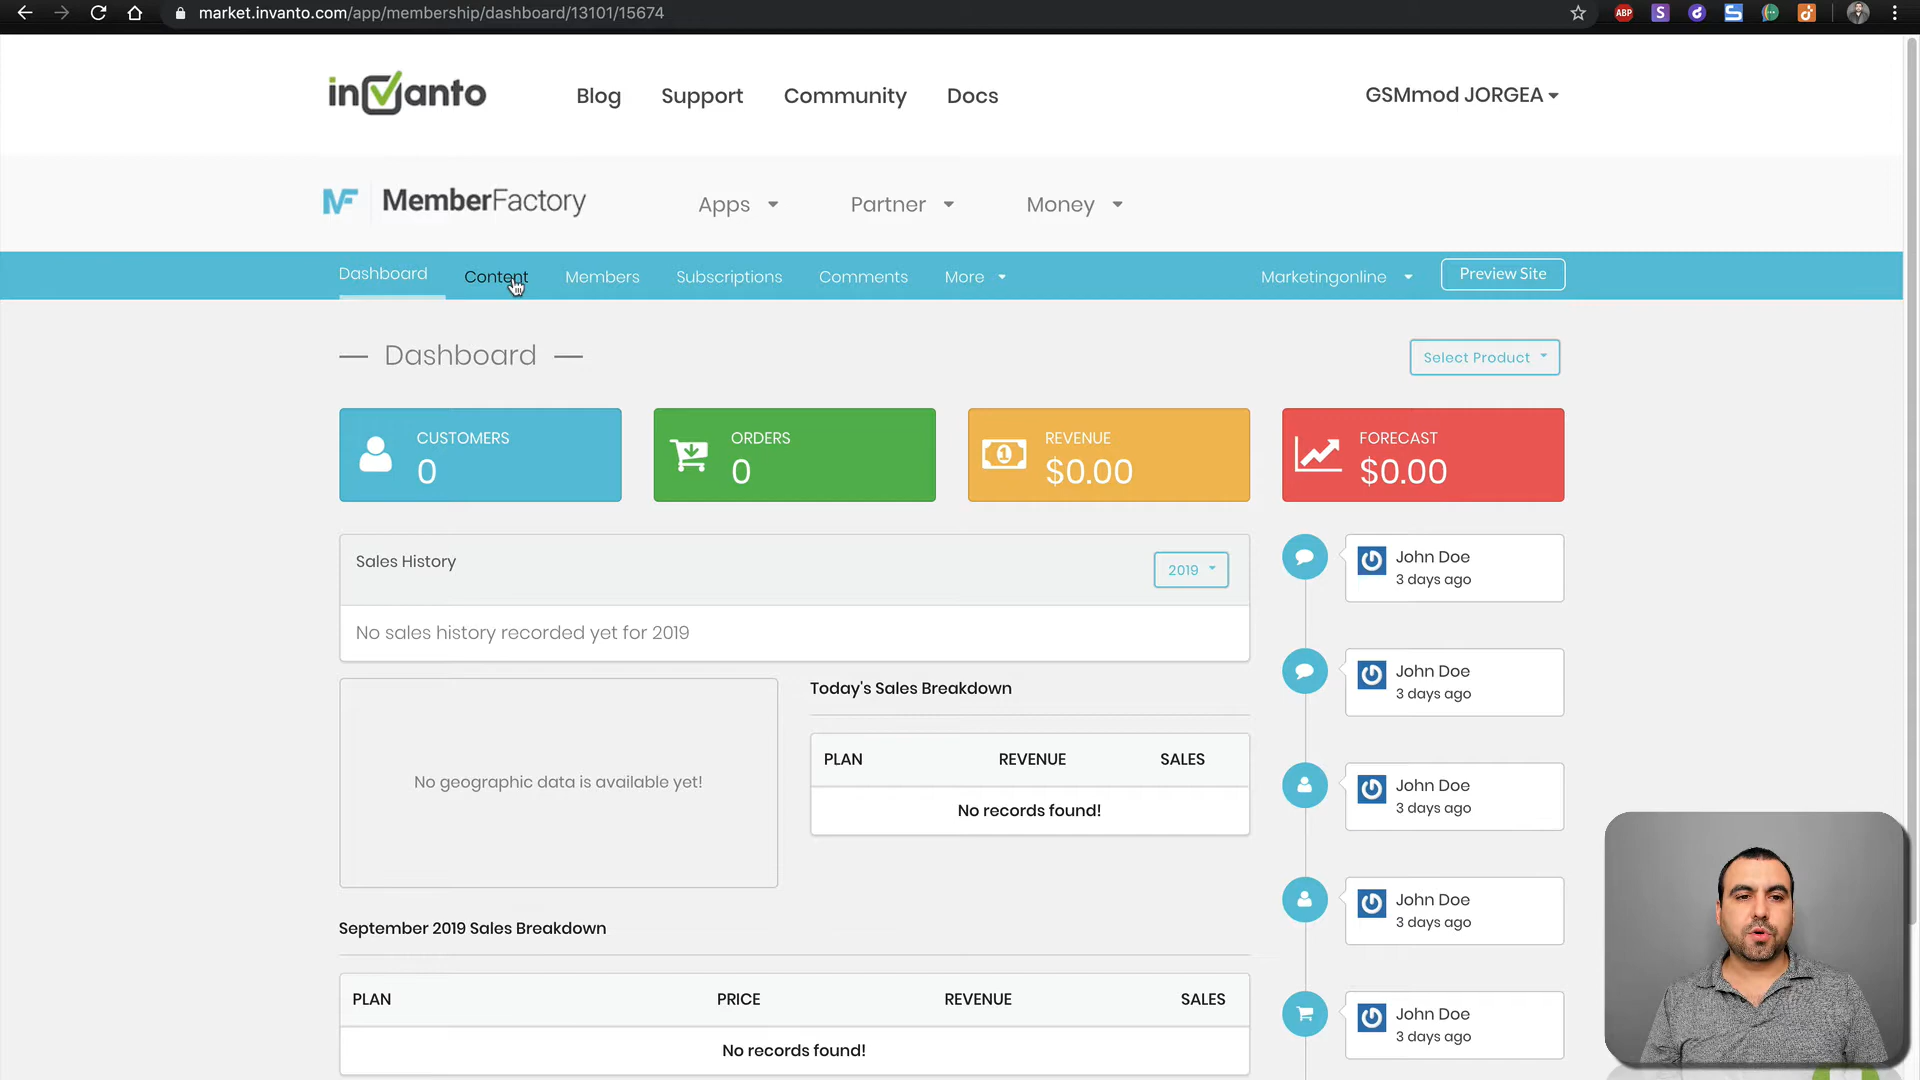 market.invanto.com/app/membership/dashboard/13101/15674
ABP
inVanto
Blog
Support
Community
Docs
GSMmod JORGEA
MF
MemberFactory
Apps
Partner
Money
Dashboard
Content
Members
Subscriptions
Comments
More
Marketingonline
Preview Site
Dashboard
Select Product
CUSTOMERS
0
ORDERS
0
REVENUE
$0.00
FORECAST
$0.00
Sales History
2019
No sales history recorded yet for 2019
No geographic data is available yet!
Today's Sales Breakdown
PLAN REVENUE SALES
No records found!
September 2019 Sales Breakdown
PLAN PRICE REVENUE SALES
No records found!
John Doe
3 days ago
John Doe
3 days ago
John Doe
3 days ago
John Doe
3 days ago
John Doe
3 days ago